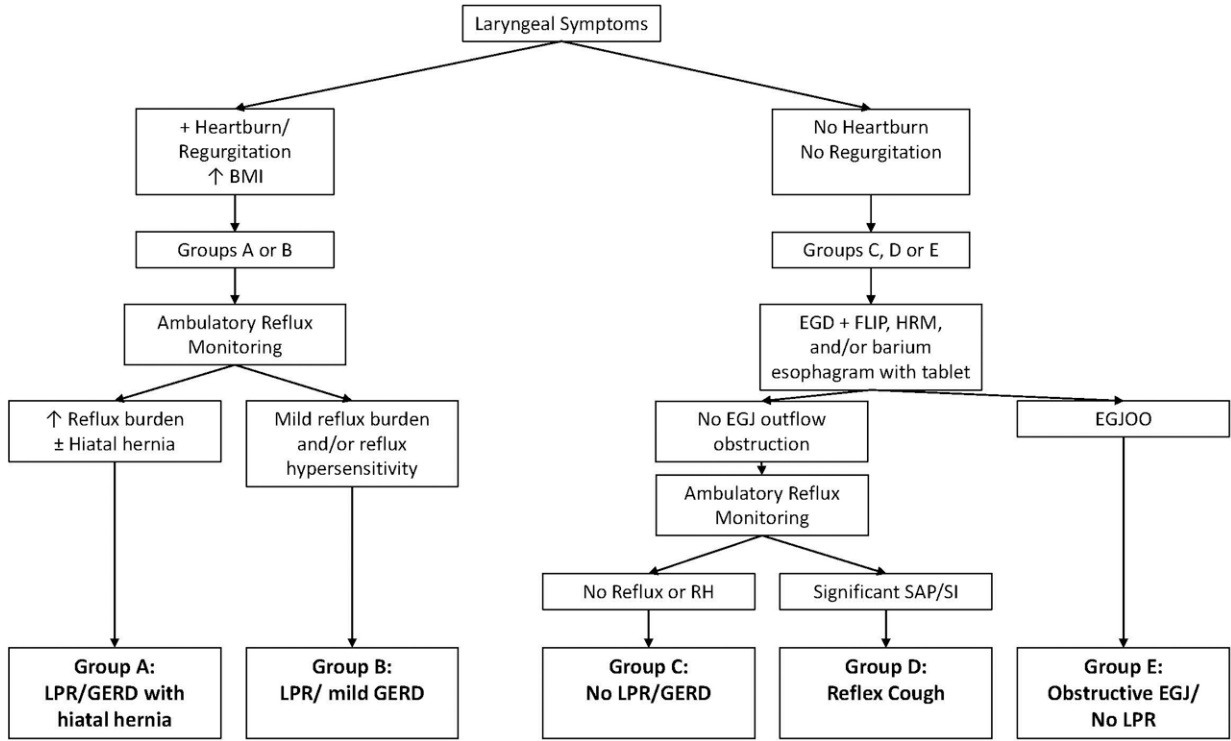 Laryngeal Symptoms
+ Heartburn/
Regurgitation
↑ BMI
No Heartburn
No Regurgitation
Groups A or B
Groups C, D or E
Ambulatory Reflux
Monitoring
EGD + FLIP, HRM,
and/or barium
esophagram with tablet
↑ Reflux burden
± Hiatal hernia
Mild reflux burden
and/or reflux
hypersensitivity
No EGJ outflow
obstruction
EGJOO
Ambulatory Reflux
Monitoring
No Reflux or RH
Significant SAP/SI
Group A:
LPR/GERD with
hiatal hernia
Group B:
LPR/ mild GERD
Group C:
No LPR/GERD
Group D:
Reflex Cough
Group E:
Obstructive EGJ/
No LPR